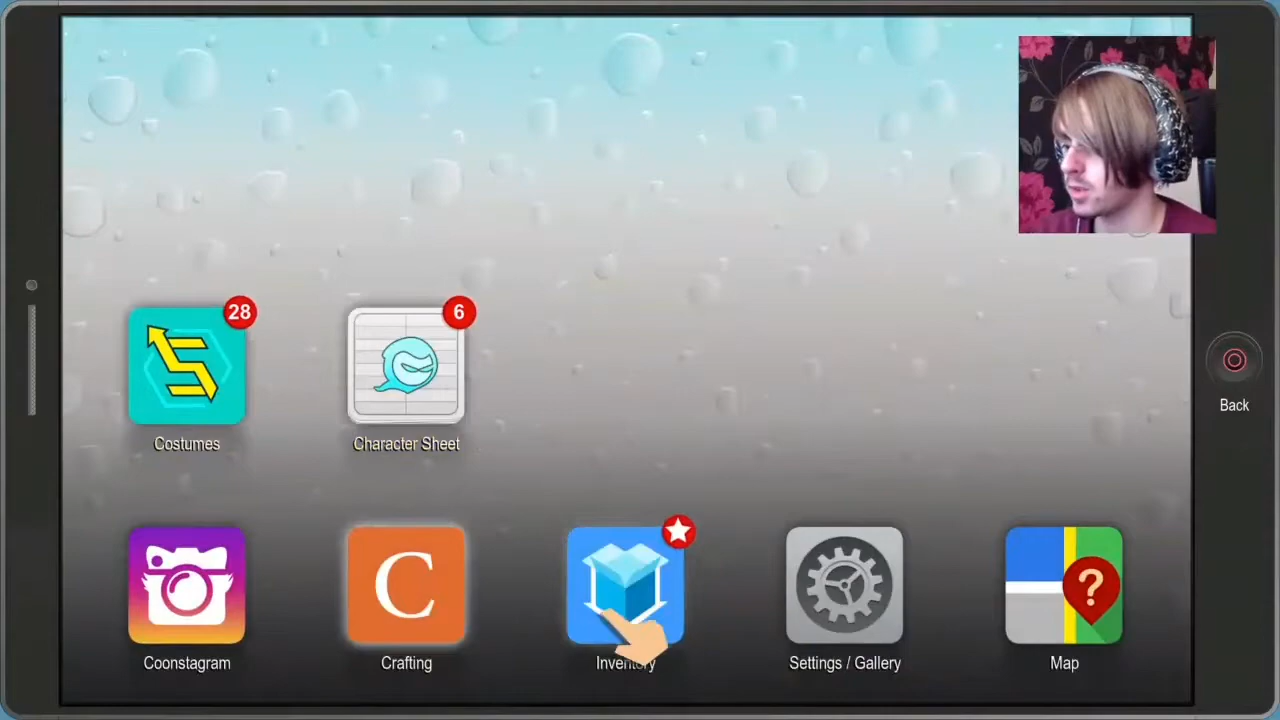 28
6
Costumes
Character Sheet
Back
C
?
Coonstagram
Crafting
Inventory
Settings / Gallery
Map